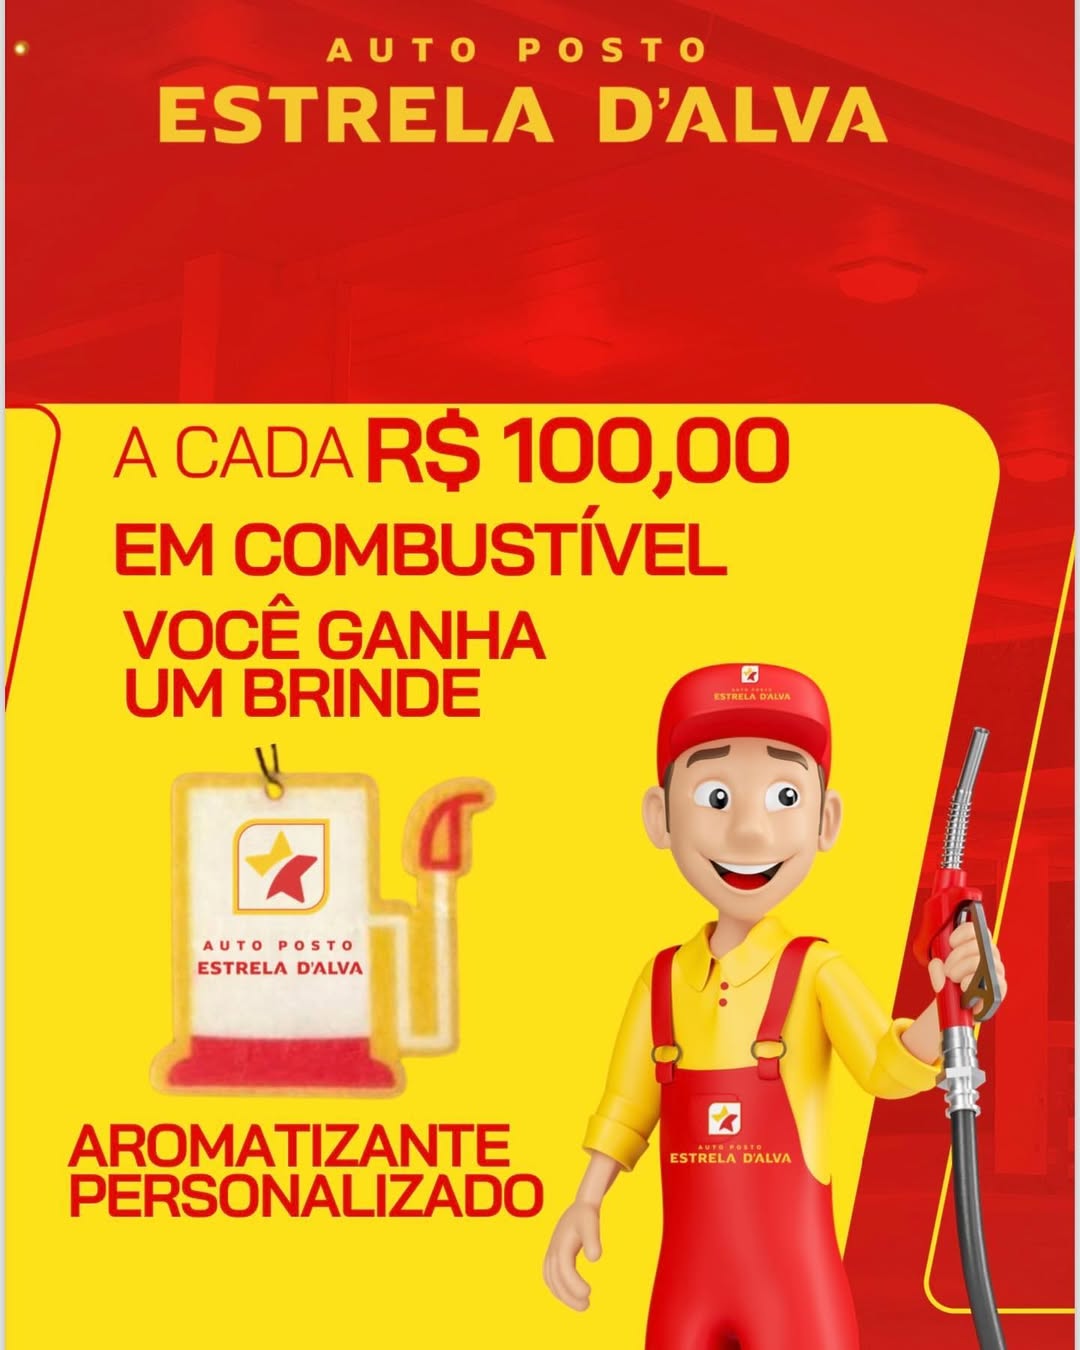 AUTO POSTO
ESTRELA D'ALVA
A CADA R$ 100,00
EM COMBUSTÍVEL
VOCÊ GANHA
UM BRINDE
AUTO POSTO
ESTRELA D'ALVA
AROMATIZANTE
PERSONALIZADO
AUTO POSTO
ESTRELA D'ALVA
AUTO POSTO
ESTRELA D'ALVA